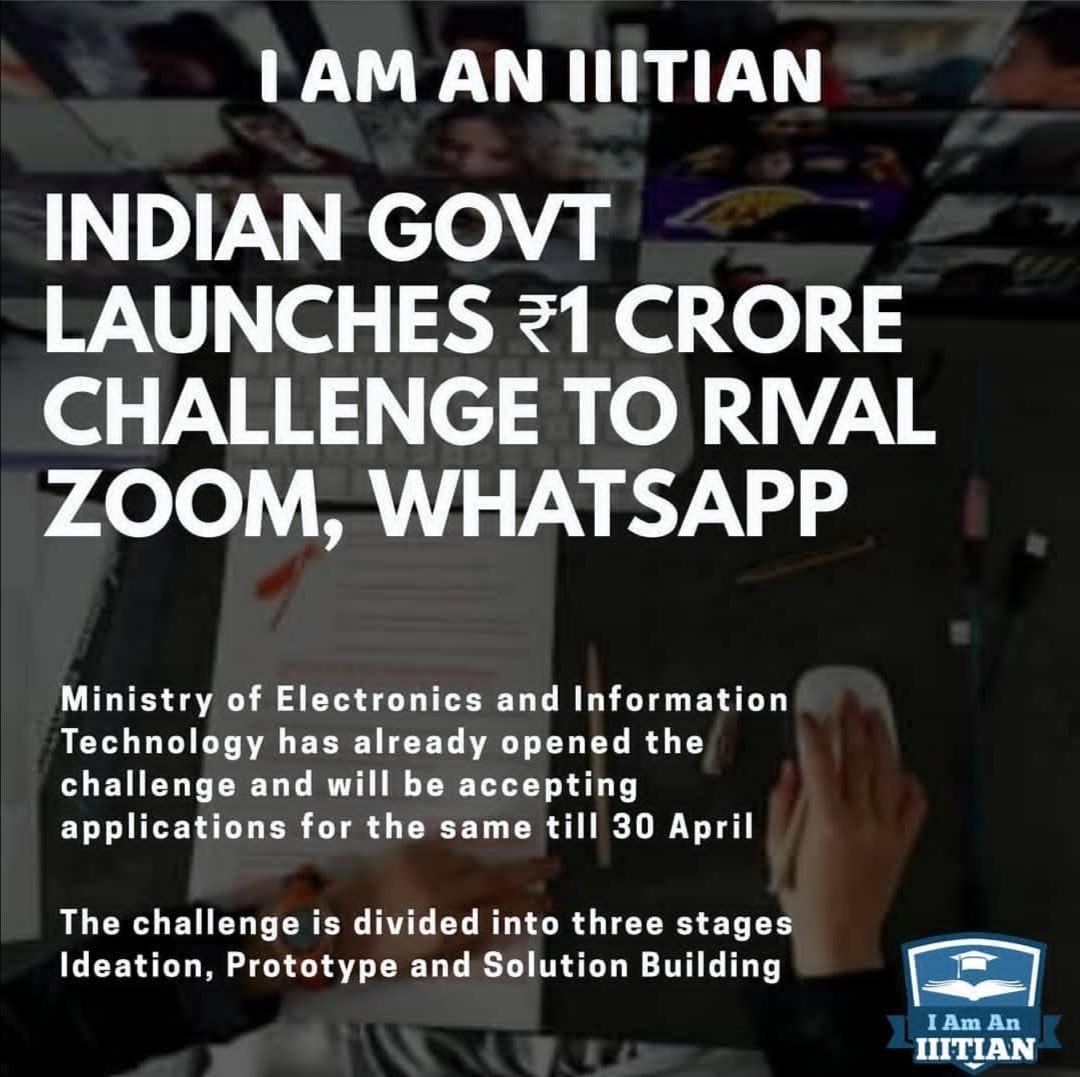 I AM AN IIITIAN
INDIAN GOVT
LAUNCHES ₹1 CRORE
CHALLENGE TO RIVAL
ZOOM, WHATSAPP
Ministry of Electronics and Information
Technology has already opened the
challenge and will be accepting
applications for the same till 30 April
The challenge is divided into three stages
Ideation, Prototype and Solution Building
I Am An
IIITIAN